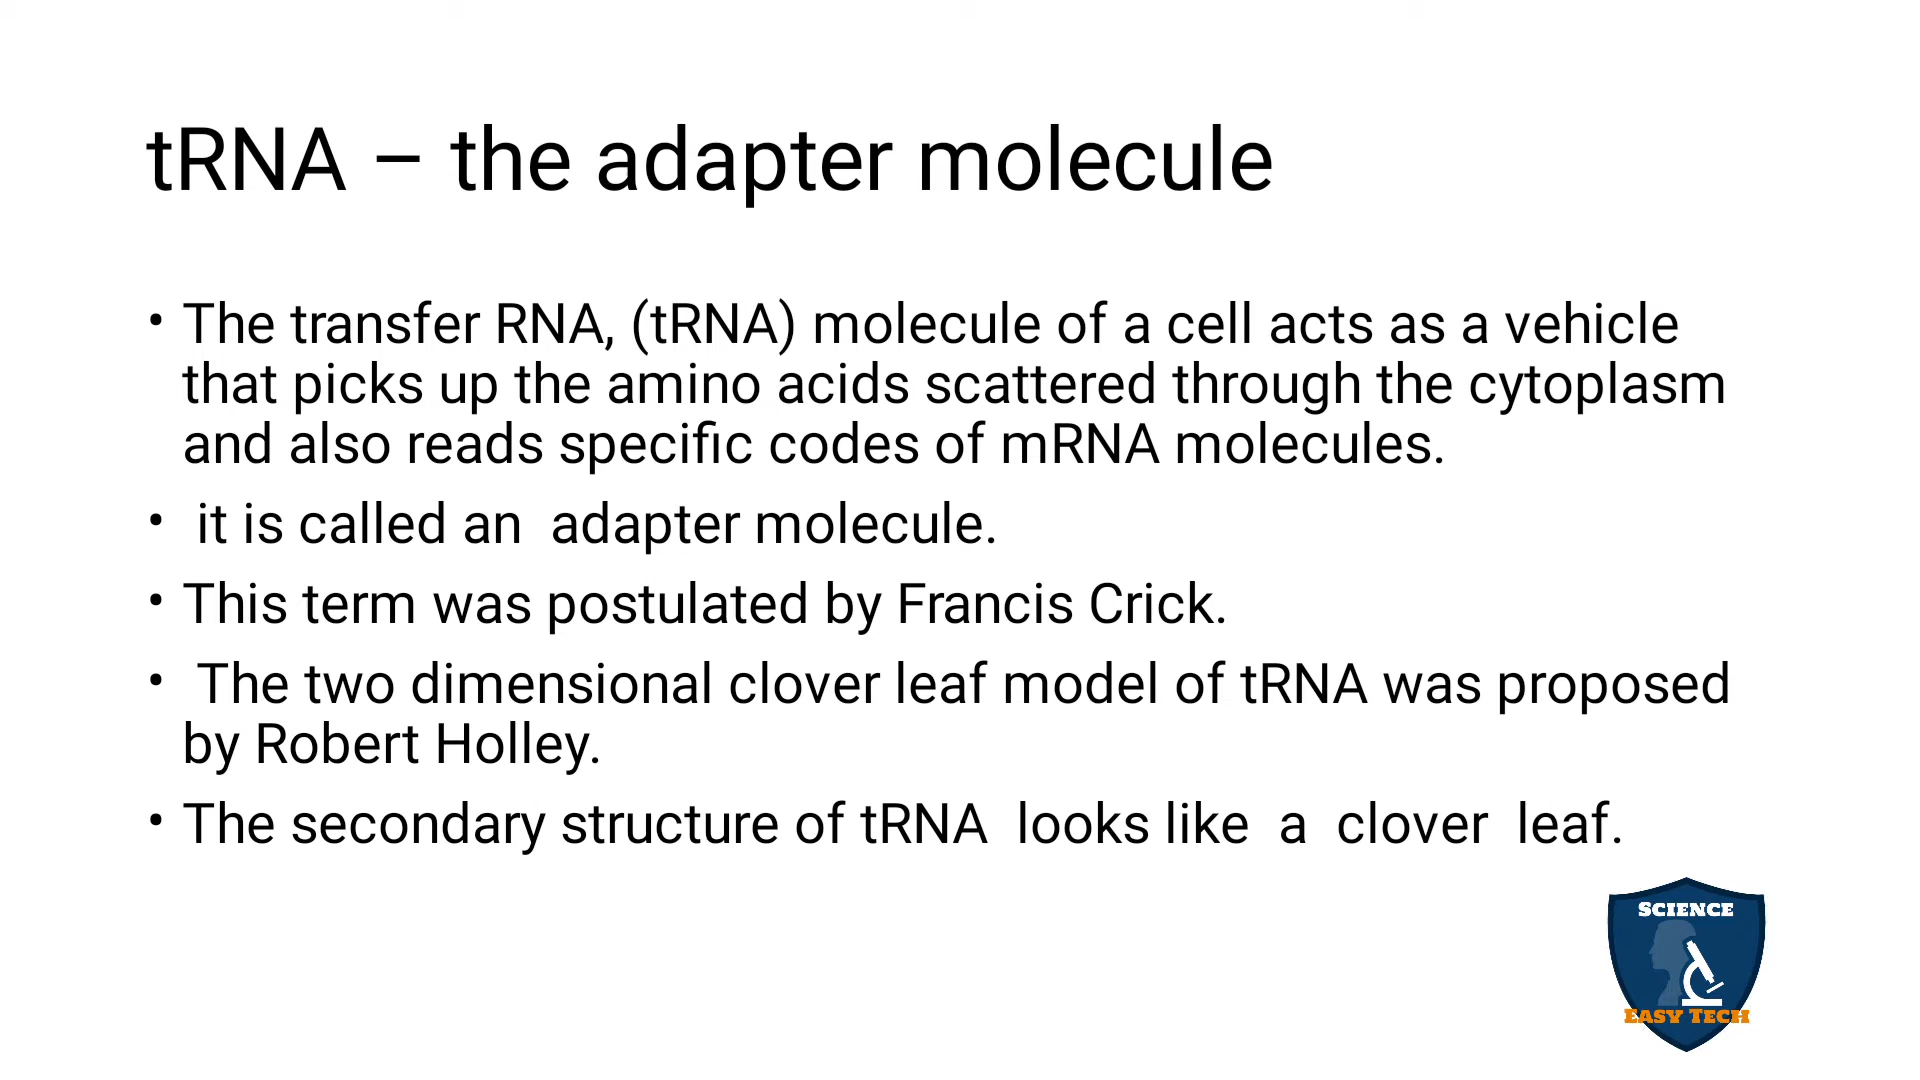 tRNA – the adapter molecule
• The transfer RNA, (tRNA) molecule of a cell acts as a vehicle
that picks up the amino acids scattered through the cytoplasm
and also reads specific codes of mRNA molecules.
• it is called an  adapter molecule.
• This term was postulated by Francis Crick.
• The two dimensional clover leaf model of tRNA was proposed
by Robert Holley.
• The secondary structure of tRNA  looks like  a  clover  leaf.
SCIENCE
EASY TECH